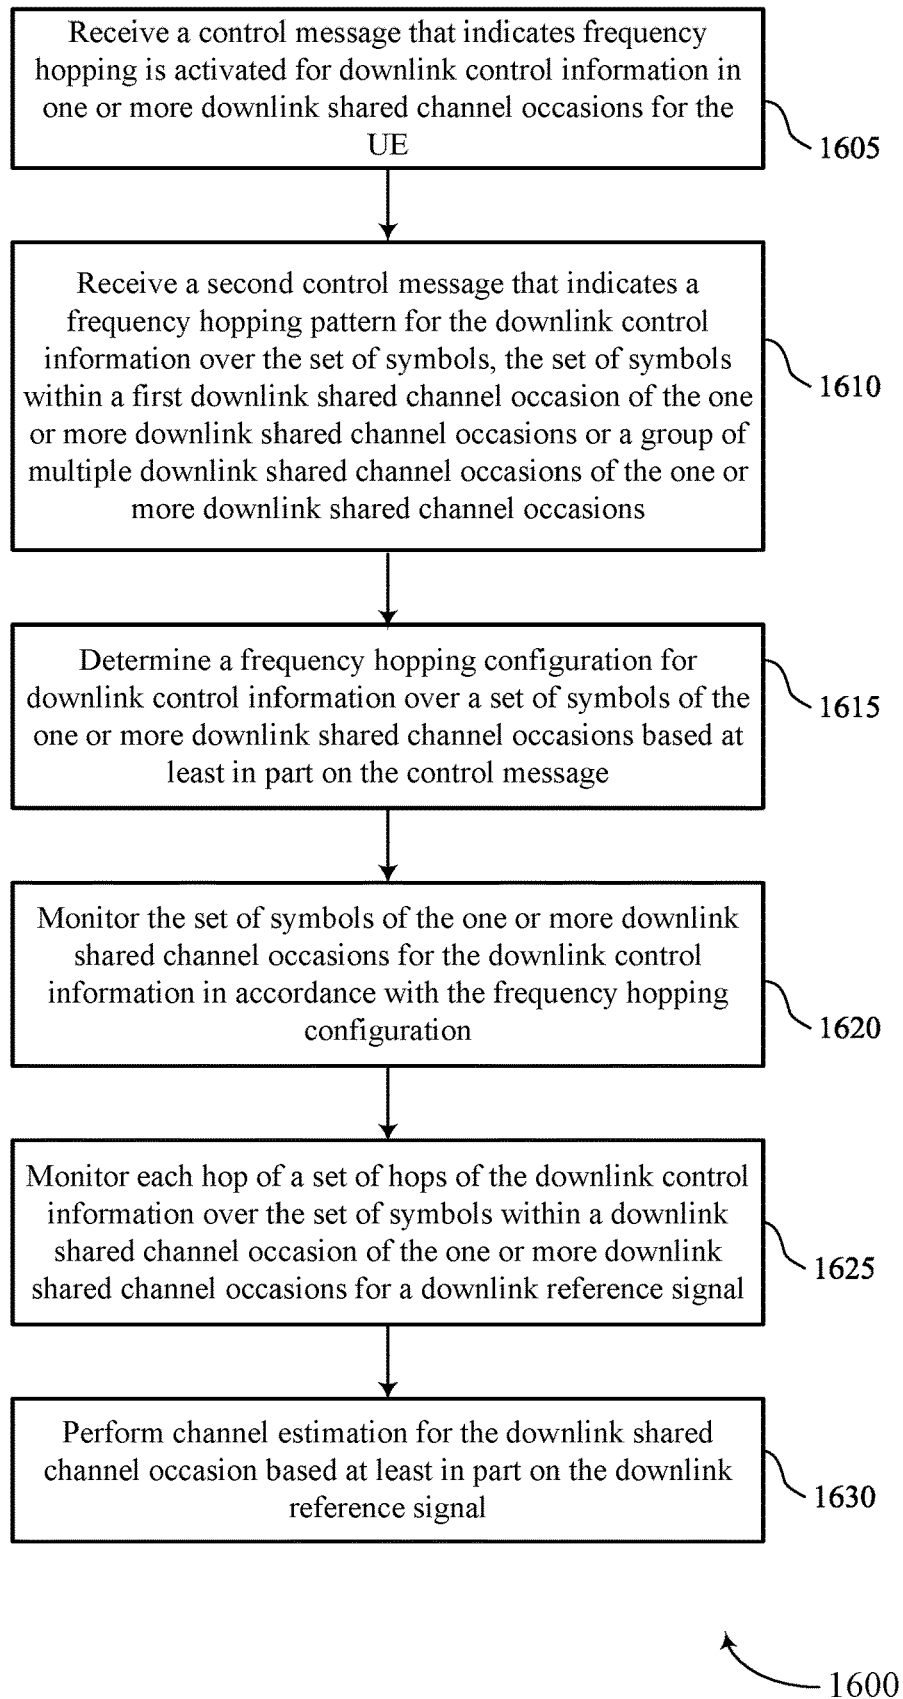 Receive a control message that indicates frequency
hopping is activated for downlink control information in
one or more downlink shared channel occasions for the
UE
1605
Receive a second control message that indicates a
frequency hopping pattern for the downlink control
information over the set of symbols, the set of symbols
within a first downlink shared channel occasion of the one
or more downlink shared channel occasions or a group of
multiple downlink shared channel occasions of the one or
more downlink shared channel occasions
1610
Determine a frequency hopping configuration for
downlink control information over a set of symbols of the
one or more downlink shared channel occasions based at
least in part on the control message
1615
Monitor the set of symbols of the one or more downlink
shared channel occasions for the downlink control
information in accordance with the frequency hopping
configuration
1620
Monitor each hop of a set of hops of the downlink control
information over the set of symbols within a downlink
shared channel occasion of the one or more downlink
shared channel occasions for a downlink reference signal
1625
Perform channel estimation for the downlink shared
channel occasion based at least in part on the downlink
reference signal
1630
1600